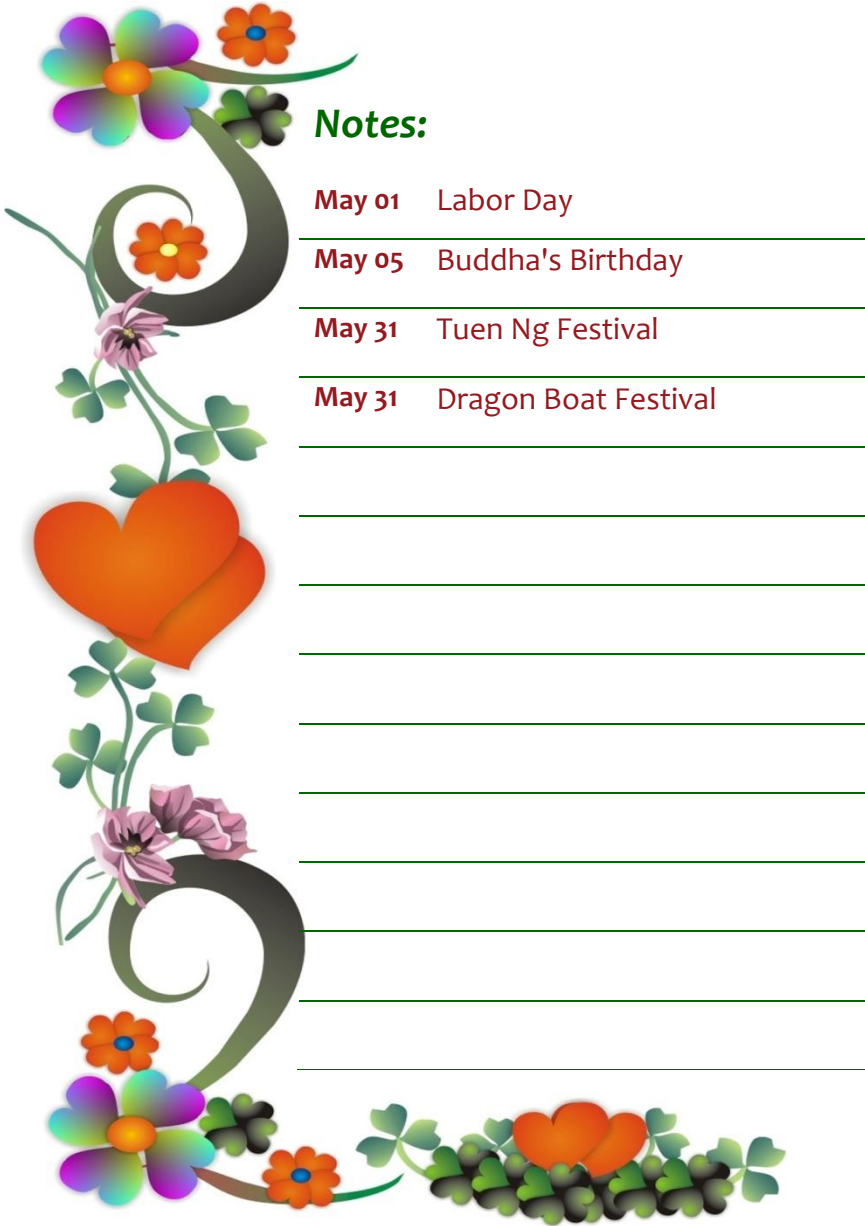 Notes:
May 01 Labor Day
May 05 Buddha's Birthday
May 31 Tuen Ng Festival
May 31 Dragon Boat Festival